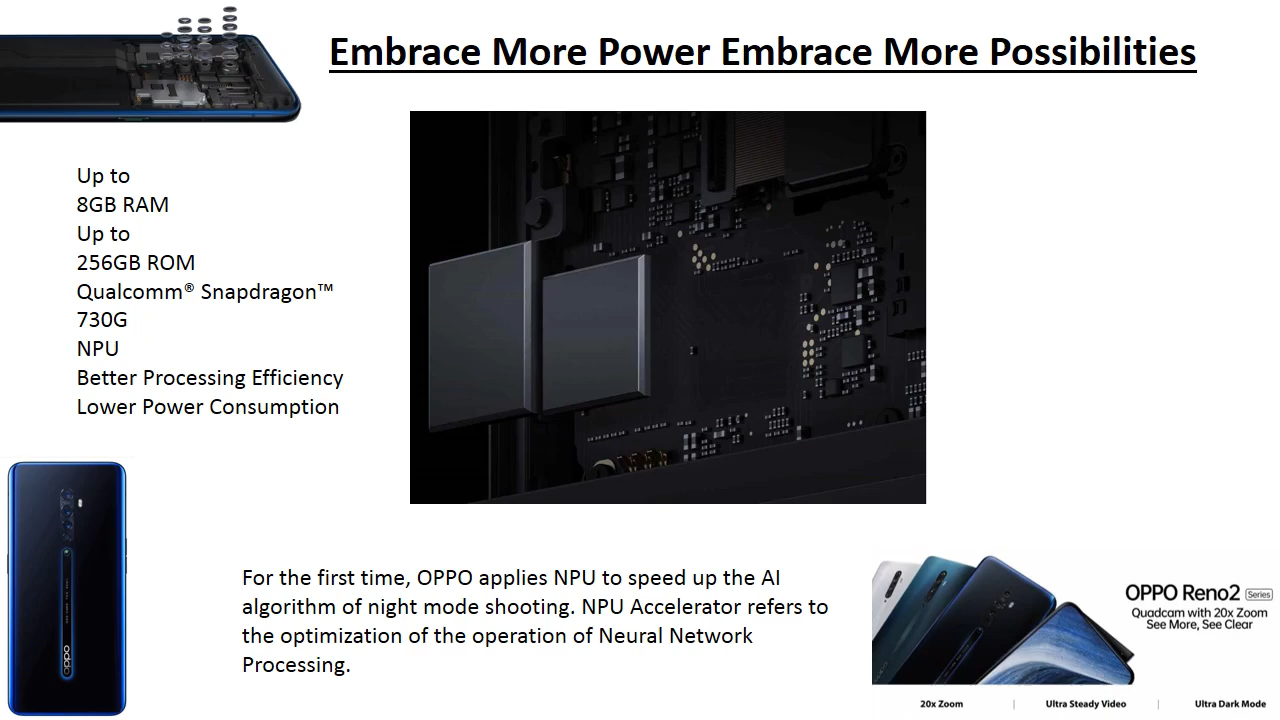 Embrace More Power Embrace More Possibilities
Up to
8GB RAM
Up to
256GB ROM
Qualcomm® Snapdragon™
730G
NPU
Better Processing Efficiency
Lower Power Consumption
oppo
For the first time, OPPO applies NPU to speed up the AI
algorithm of night mode shooting. NPU Accelerator refers to
the optimization of the operation of Neural Network
Processing.
OPPO Reno2 Series
Quadcam with 20x Zoom
See More, See Clear
20x Zoom | Ultra Steady Video | Ultra Dark Mode